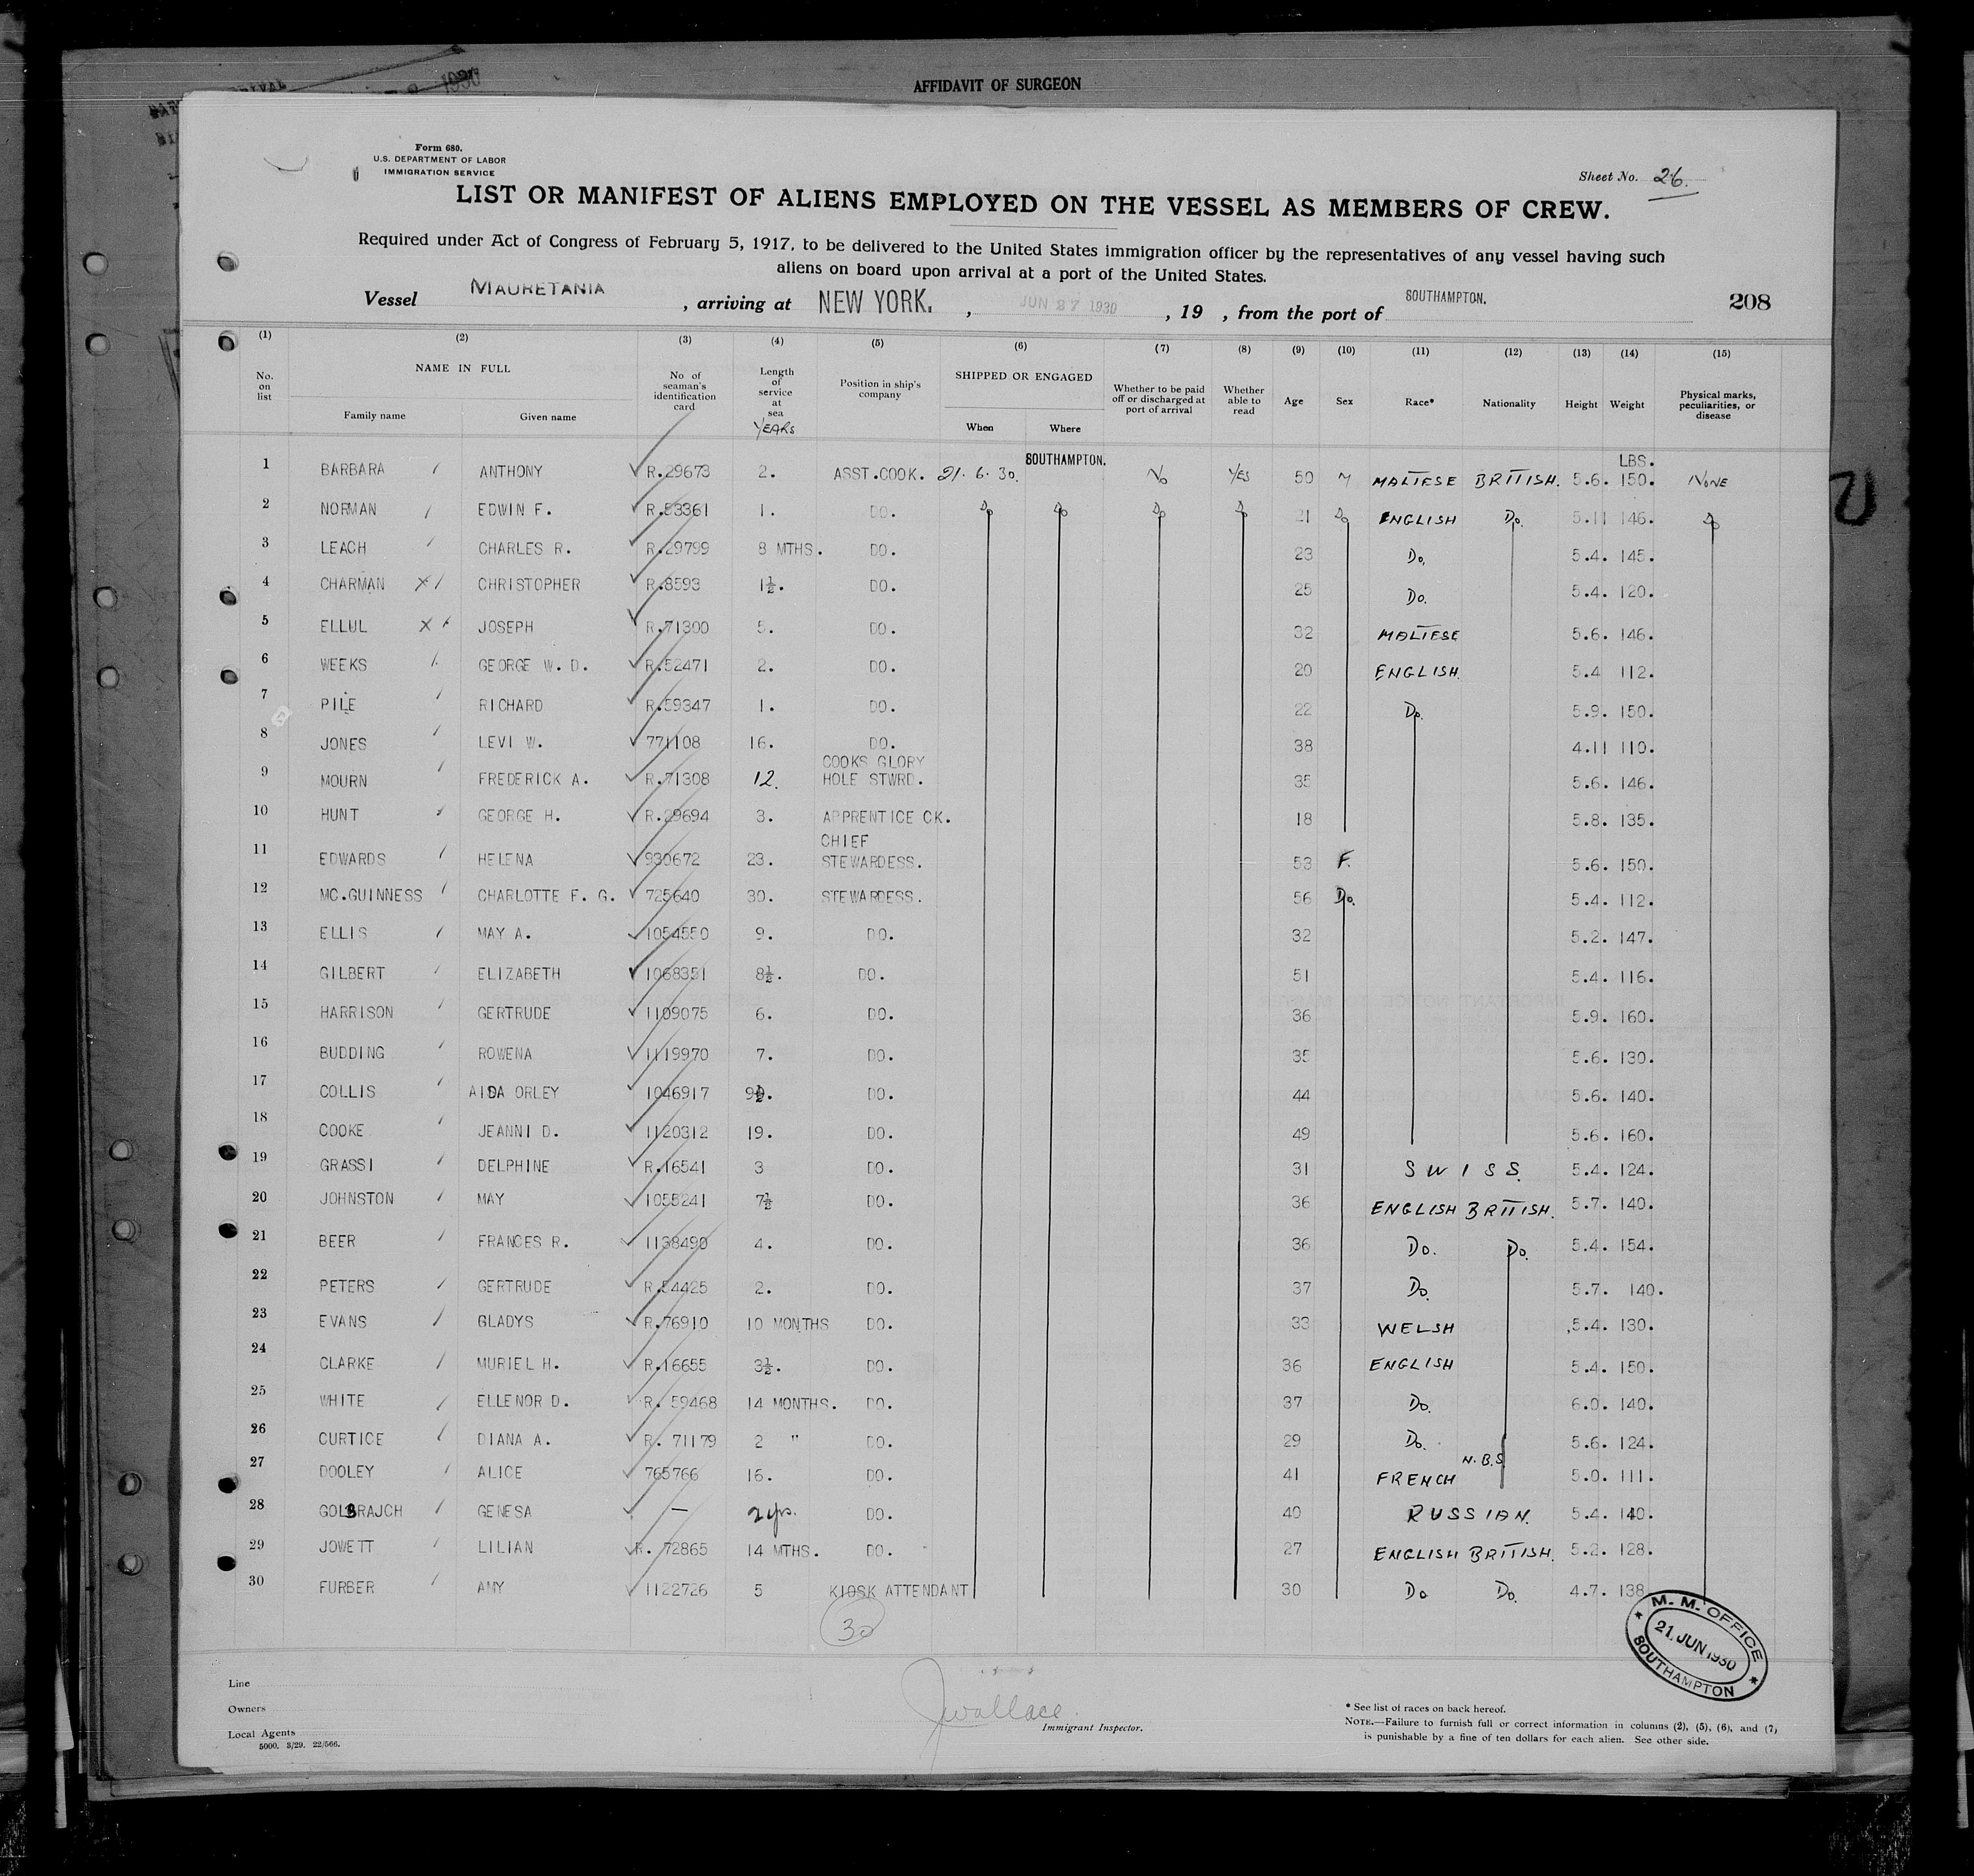 AFFIDAVIT OF SURGEON
Form 680.
U.S. DEPARTMENT OF LABOR
IMMIGRATION SERVICE
Sheet No. 26.
LIST OR MANIFEST OF ALIENS EMPLOYED ON THE VESSEL AS MEMBERS OF CREW.
Required under Act of Congress of February 5, 1917, to be delivered to the United States immigration officer by the representatives of any vessel having such
aliens on board upon arrival at a port of the United States.
Vessel MAURETANIA, arriving at NEW YORK. , JUN 27 1930, 19 , from the port of SOUTHAMPTON. 208
(1) (2) (3) (4) (5) (6) (7) (8) (9) (10) (11) (12) (13) (14) (15)
No. on list NAME IN FULL Family name Given name No of seaman's identification card Length of service at sea YEARS Position in ship's company SHIPPED OR ENGAGED When Where Whether to be paid off or discharged at port of arrival Whether able to read Age Sex Race* Nationality Height Weight Physical marks, peculiarities, or disease
SOUTHAMPTON. LBS.
1 BARBARA ANTHONY R.29673 2. ASST.COOK. 21.6.30. No YES 50 M MALTESE BRITISH. 5.6. 150. NONE
2 NORMAN EDWIN F. R.53361 1. DO. Do Do Do Do 21 Do ENGLISH Do. 5.11 146. Do
3 LEACH CHARLES R. R.29799 8 MTHS. DO. 23 Do. 5.4. 145.
4 CHARMAN X CHRISTOPHER R.8593 1½. DO. 25 Do. 5.4. 120.
5 ELLUL X JOSEPH R.71300 5. DO. 32 MALTESE 5.6. 146.
6 WEEKS GEORGE W. D. R.52471 2. DO. 20 ENGLISH. 5.4 112.
7 PILE RICHARD R.59347 1. DO. 22 Do. 5.9. 150.
8 JONES LEVI W. 771108 16. DO. 38 4.11 110.
9 MOURN FREDERICK A. R.71308 12. COOKS GLORY HOLE STWRD. 35 5.6. 146.
10 HUNT GEORGE H. R.29694 3. APPRENTICE CK. 18 5.8. 135.
11 EDWARDS HELENA 930672 23. CHIEF STEWARDESS. 53 F. 5.6. 150.
12 MC.GUINNESS CHARLOTTE F. G. 725640 30. STEWARDESS. 56 Do. 5.4. 112.
13 ELLIS MAY A. 1054550 9. DO. 32 5.2. 147.
14 GILBERT ELIZABETH 1068351 8½. DO. 51 5.4. 116.
15 HARRISON GERTRUDE 1109075 6. DO. 36 5.9. 160.
16 BUDDING ROWENA 1119970 7. DO. 35 5.6. 130.
17 COLLIS AIDA ORLEY 1046917 9½. DO. 44 5.6. 140.
18 COOKE JEANNI D. 1120312 19. DO. 49 5.6. 160.
19 GRASSI DELPHINE R.16541 3 DO. 31 SWISS. 5.4. 124.
20 JOHNSTON MAY 1055241 7½ DO. 36 ENGLISH BRITISH. 5.7. 140.
21 BEER FRANCES R. 1138490 4. DO. 36 Do. Do. 5.4. 154.
22 PETERS GERTRUDE R.54425 2. DO. 37 Do. 5.7. 140.
23 EVANS GLADYS R.76910 10 MONTHS DO. 33 WELSH 5.4. 130.
24 CLARKE MURIEL H. R.16655 3½. DO. 36 ENGLISH 5.4. 150.
25 WHITE ELLENOR D. R. 59468 14 MONTHS. DO. 37 Do. 6.0. 140.
26 CURTICE DIANA A. R. 71179 2 " DO. 29 Do. 5.6. 124.
27 DOOLEY ALICE 765766 16. DO. 41 FRENCH N.B.S 5.0. 111.
28 GOLBRAJCH GENESA — 2 yrs. DO. 40 RUSSIAN. 5.4. 140.
29 JOWETT LILIAN R. 72865 14 MTHS. DO. 27 ENGLISH BRITISH. 5.2. 128.
30 FURBER AMY 1122726 5 KIOSK ATTENDANT 30 Do Do. 4.7. 138
30
M. M. OFFICE
21 JUN 1930
SOUTHAMPTON
Line
Owners
Local Agents
5000. 3/29. 22/566.
JWallace
Immigrant Inspector.
* See list of races on back hereof.
NOTE.—Failure to furnish full or correct information in columns (2), (5), (6), and (7)
is punishable by a fine of ten dollars for each alien. See other side.